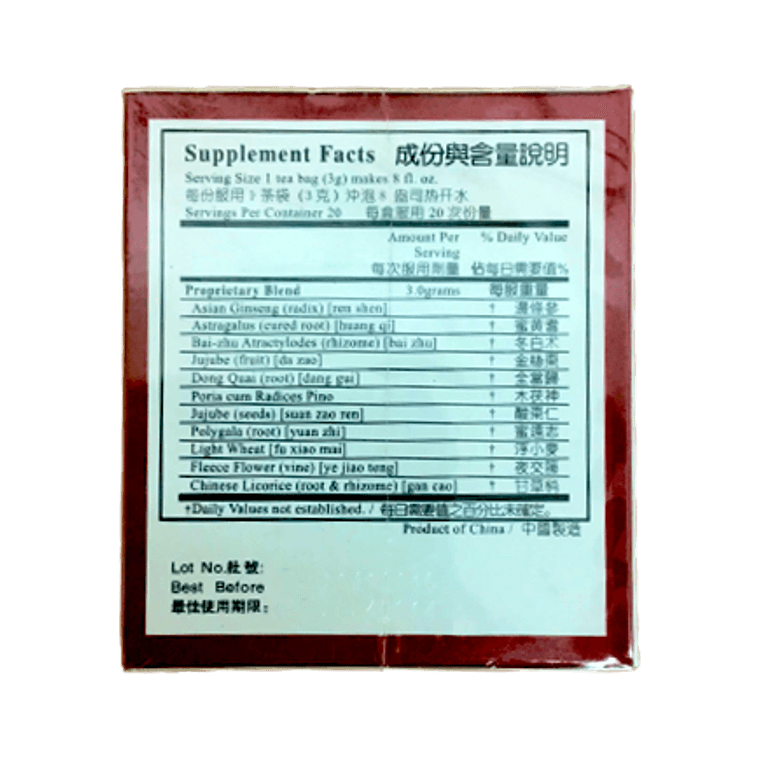 Supplement Facts 成份與含量說明
Serving Size 1 tea bag (3g) makes 8 fl. oz.
每份服用 1 茶袋 (3 克) 沖泡 8 盎司热开水
Servings Per Container 20 每盒服用 20 次份量
Amount Per Serving % Daily Value
每次服用劑量 佔每日需要值%
Proprietary Blend 3.0grams 每服重量
Asian Ginseng (radix) [ren shen] † 邊條參
Astragalus (cured root) [huang qi] † 蜜黃耆
Bai-zhu Atractylodes (rhizome) [bai zhu] † 冬白术
Jujube (fruit) [da zao] † 金絲棗
Dong Quai (root) [dang gui] † 全當歸
Poria cum Radices Pino † 木茯神
Jujube (seeds) [suan zao ren] † 酸棗仁
Polygala (root) [yuan zhi] † 蜜遠志
Light Wheat [fu xiao mai] † 浮小麥
Fleece Flower (vine) [ye jiao teng] † 夜交籐
Chinese Licorice (root & rhizome) [gan cao] † 甘草
†Daily Values not established. / 每日需要值之百分比未確定。
Product of China / 中國製造
Lot No.批號:
Best Before
最佳使用期限: